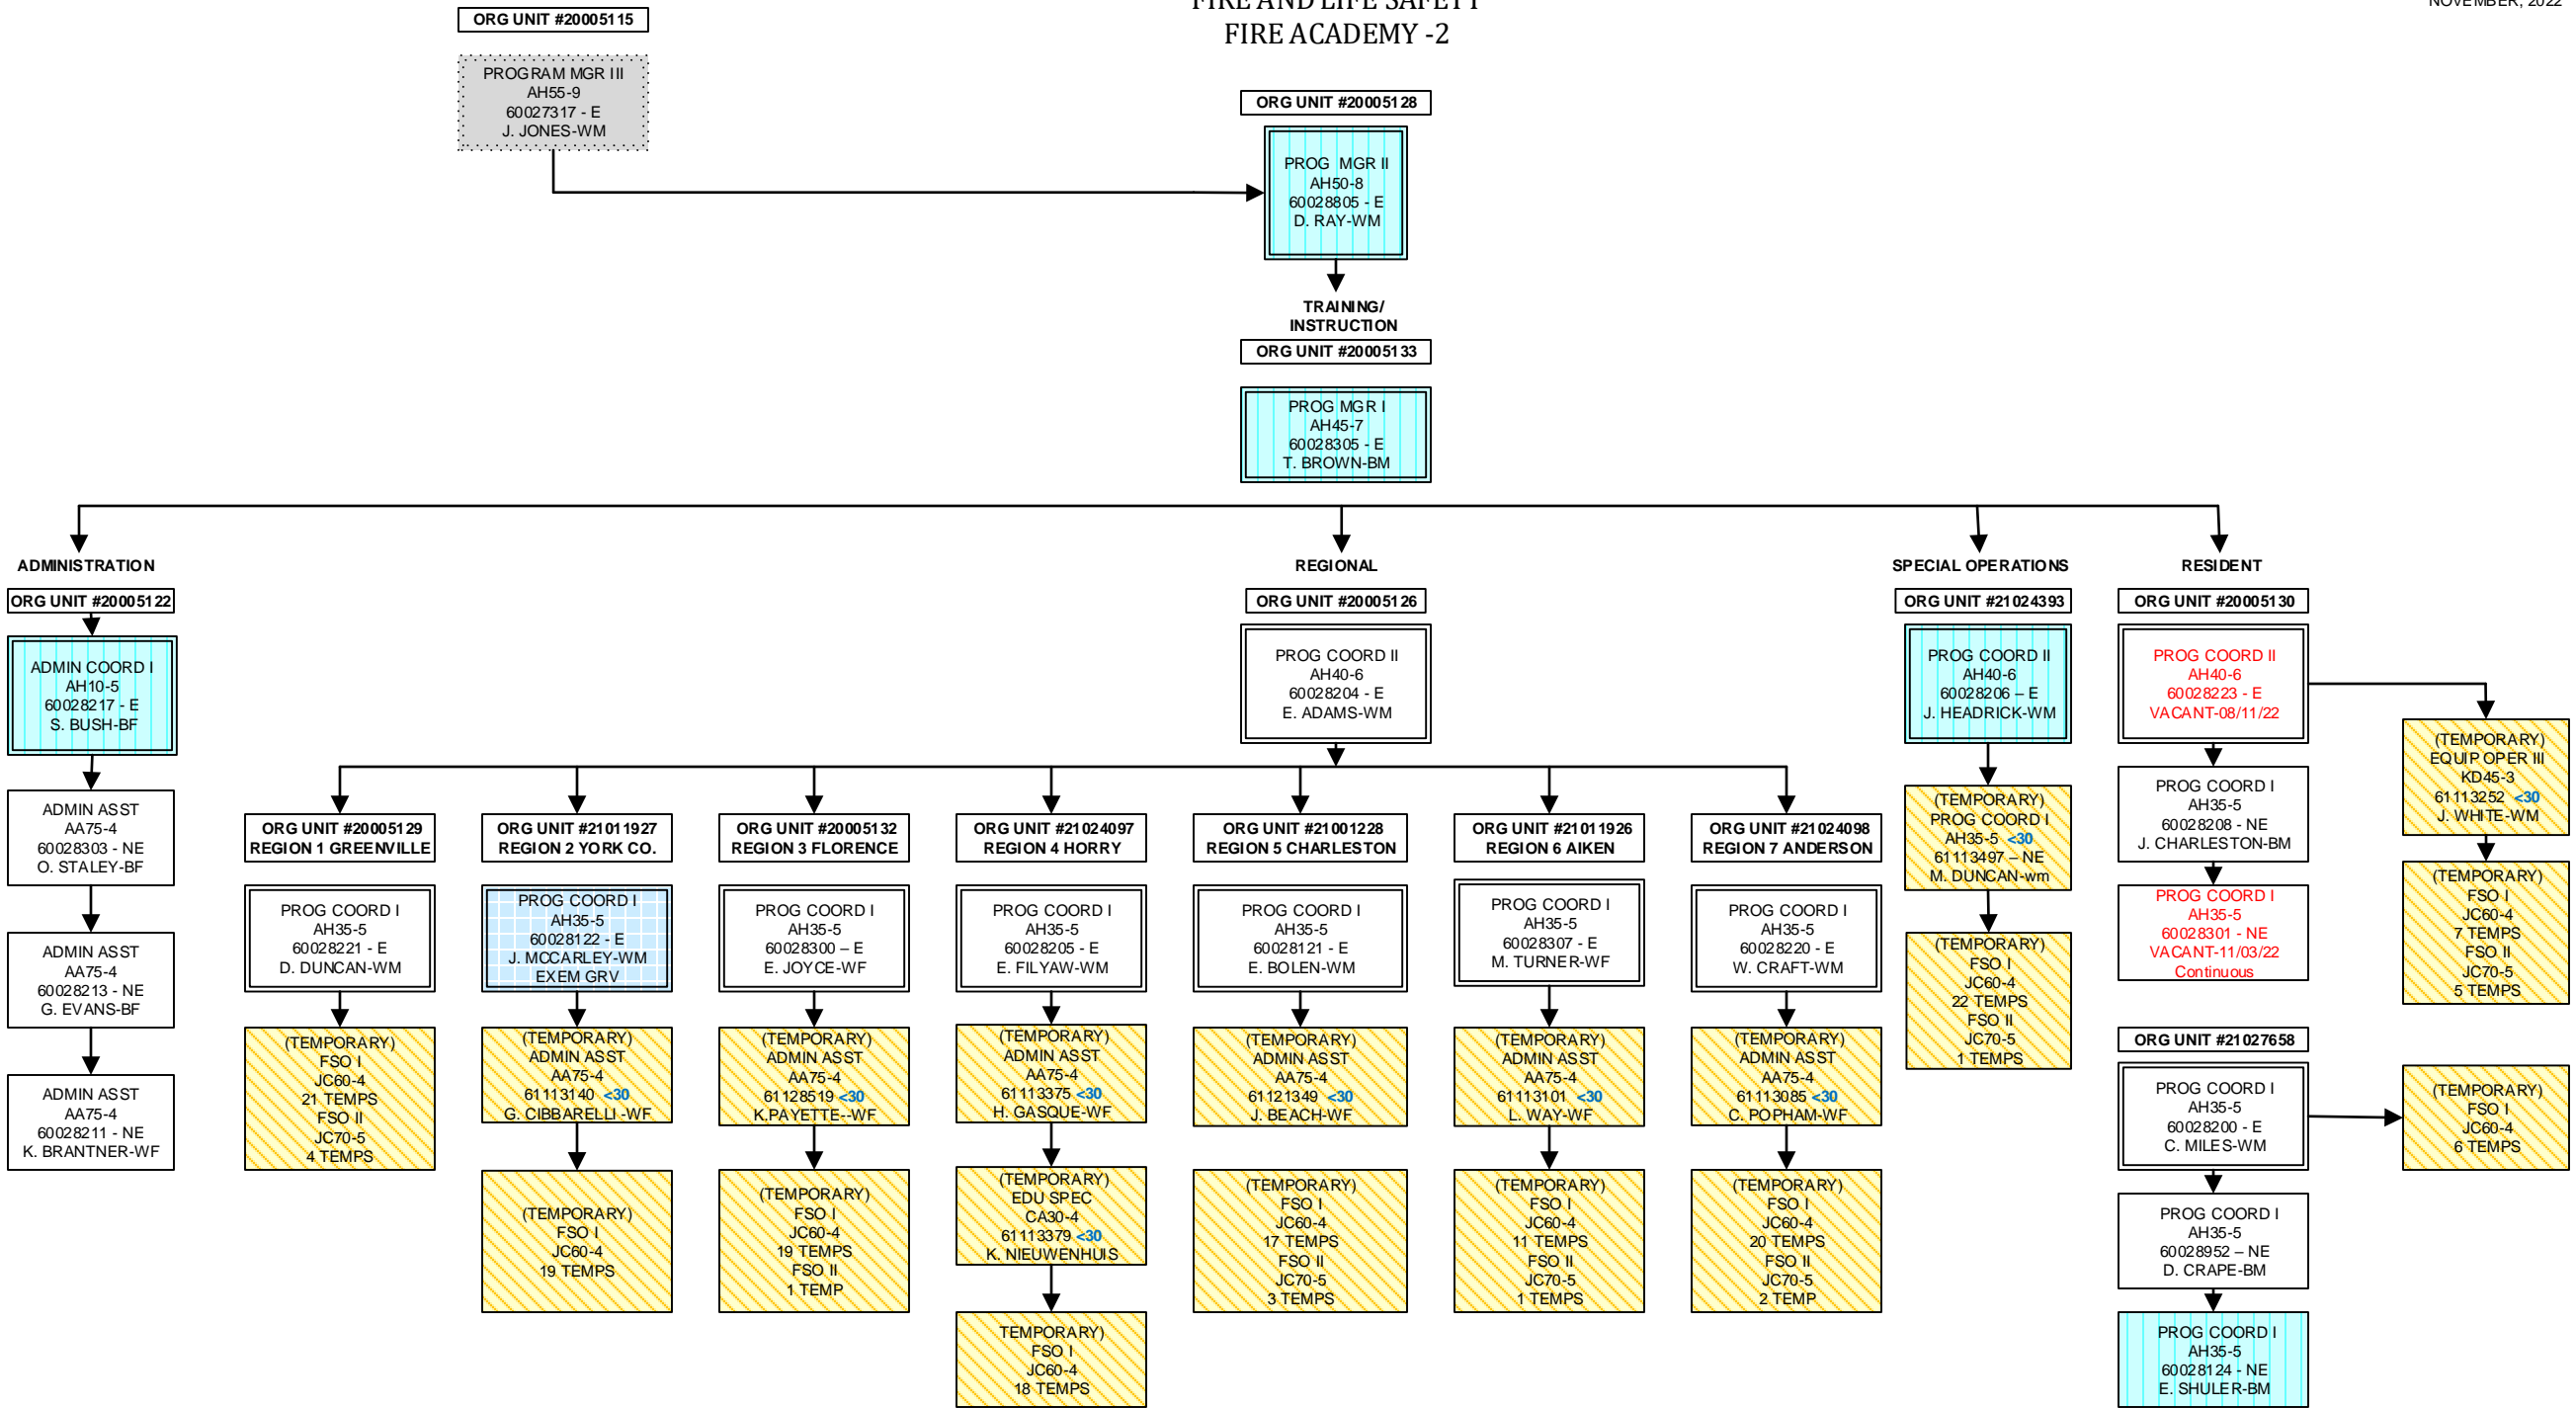 FIRE AND LIFE SAFETY
FIRE ACADEMY -2
NOVEMBER, 2022
ORG UNIT #20005115
PROGRAM MGR III
AH55-9
60027317 - E
J. JONES-WM
ORG UNIT #20005128
PROG MGR II
AH50-8
60028805 - E
D. RAY-WM
TRAINING/
INSTRUCTION
ORG UNIT #20005133
PROG MGR I
AH45-7
60028305 - E
T. BROWN-BM
ADMINISTRATION
ORG UNIT #20005122
ADMIN COORD I
AH10-5
60028217 - E
S. BUSH-BF
ADMIN ASST
AA75-4
60028303 - NE
O. STALEY-BF
ADMIN ASST
AA75-4
60028213 - NE
G. EVANS-BF
ADMIN ASST
AA75-4
60028211 - NE
K. BRANTNER-WF
REGIONAL
ORG UNIT #20005126
PROG COORD II
AH40-6
60028204 - E
E. ADAMS-WM
ORG UNIT #20005129
REGION 1 GREENVILLE
PROG COORD I
AH35-5
60028221 - E
D. DUNCAN-WM
(TEMPORARY)
FSO I
JC60-4
21 TEMPS
FSO II
JC70-5
4 TEMPS
ORG UNIT #21011927
REGION 2 YORK CO.
PROG COORD I
AH35-5
60028122 - E
J. MCCARLEY-WM
EXEM GRV
(TEMPORARY)
ADMIN ASST
AA75-4
61113140 <30
G. CIBBARELLI -WF
(TEMPORARY)
FSO I
JC60-4
19 TEMPS
ORG UNIT #20005132
REGION 3 FLORENCE
PROG COORD I
AH35-5
60028300 – E
E. JOYCE-WF
(TEMPORARY)
ADMIN ASST
AA75-4
61128519 <30
K.PAYETTE--WF
(TEMPORARY)
FSO I
JC60-4
19 TEMPS
FSO II
1 TEMP
ORG UNIT #21024097
REGION 4 HORRY
PROG COORD I
AH35-5
60028205 - E
E. FILYAW-WM
(TEMPORARY)
ADMIN ASST
AA75-4
61113375 <30
H. GASQUE-WF
(TEMPORARY)
EDU SPEC
CA30-4
61113379 <30
K. NIEUWENHUIS
TEMPORARY)
FSO I
JC60-4
18 TEMPS
ORG UNIT #21001228
REGION 5 CHARLESTON
PROG COORD I
AH35-5
60028121 - E
E. BOLEN-WM
(TEMPORARY)
ADMIN ASST
AA75-4
61121349 <30
J. BEACH-WF
(TEMPORARY)
FSO I
JC60-4
17 TEMPS
FSO II
JC70-5
3 TEMPS
ORG UNIT #21011926
REGION 6 AIKEN
PROG COORD I
AH35-5
60028307 - E
M. TURNER-WF
(TEMPORARY)
ADMIN ASST
AA75-4
61113101 <30
L. WAY-WF
(TEMPORARY)
FSO I
JC60-4
11 TEMPS
FSO II
JC70-5
1 TEMPS
ORG UNIT #21024098
REGION 7 ANDERSON
PROG COORD I
AH35-5
60028220 - E
W. CRAFT-WM
(TEMPORARY)
ADMIN ASST
AA75-4
61113085 <30
C. POPHAM-WF
(TEMPORARY)
FSO I
JC60-4
20 TEMPS
FSO II
JC70-5
2 TEMP
SPECIAL OPERATIONS
ORG UNIT #21024393
PROG COORD II
AH40-6
60028206 – E
J. HEADRICK-WM
(TEMPORARY)
PROG COORD I
AH35-5 <30
61113497 – NE
M. DUNCAN-wm
(TEMPORARY)
FSO I
JC60-4
22 TEMPS
FSO II
JC70-5
1 TEMPS
RESIDENT
ORG UNIT #20005130
PROG COORD II
AH40-6
60028223 - E
VACANT-08/11/22
PROG COORD I
AH35-5
60028208 - NE
J. CHARLESTON-BM
PROG COORD I
AH35-5
60028301 - NE
VACANT-11/03/22
Continuous
(TEMPORARY)
EQUIP OPER III
KD45-3
61113252 <30
J. WHITE-WM
(TEMPORARY)
FSO I
JC60-4
7 TEMPS
FSO II
JC70-5
5 TEMPS
ORG UNIT #21027658
PROG COORD I
AH35-5
60028200 - E
C. MILES-WM
(TEMPORARY)
FSO I
JC60-4
6 TEMPS
PROG COORD I
AH35-5
60028952 – NE
D. CRAPE-BM
PROG COORD I
AH35-5
60028124 - NE
E. SHULER-BM